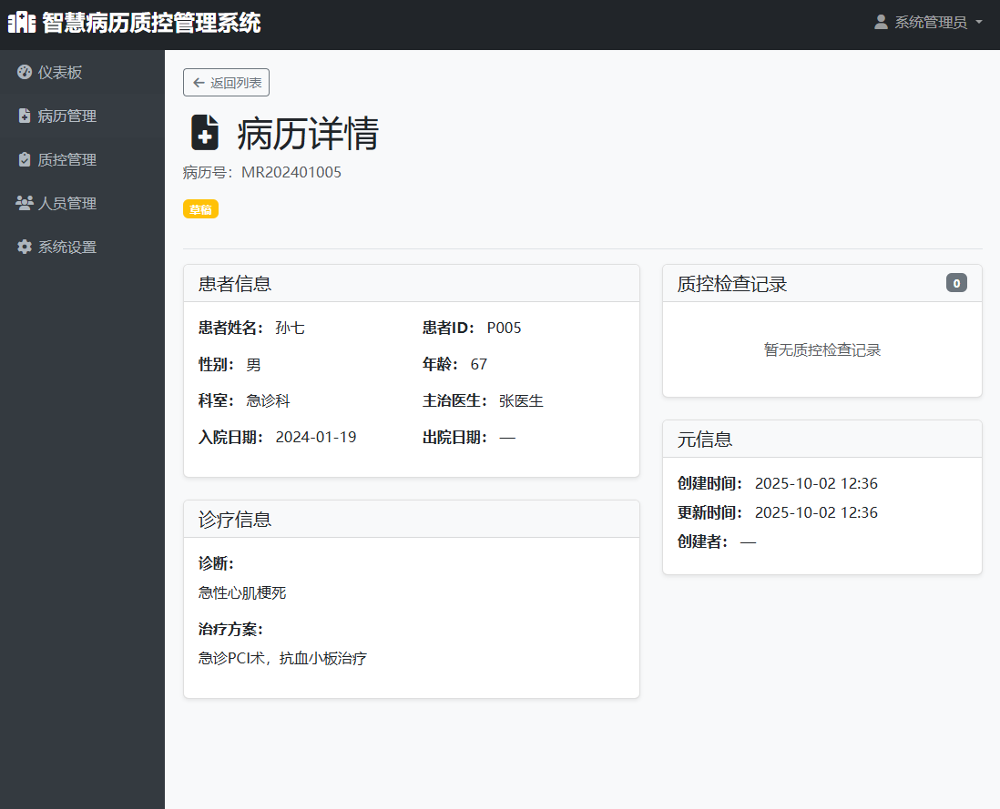 智慧病历质控管理系统
系统管理员
仪表板
病历管理
质控管理
人员管理
系统设置
返回列表
病历详情
病历号：MR202401005
草稿
患者信息
患者姓名： 孙七
患者ID： P005
性别： 男
年龄： 67
科室： 急诊科
主治医生： 张医生
入院日期： 2024-01-19
出院日期： —
诊疗信息
诊断：
急性心肌梗死
治疗方案：
急诊PCI术，抗血小板治疗
质控检查记录 0
暂无质控检查记录
元信息
创建时间： 2025-10-02 12:36
更新时间： 2025-10-02 12:36
创建者： —